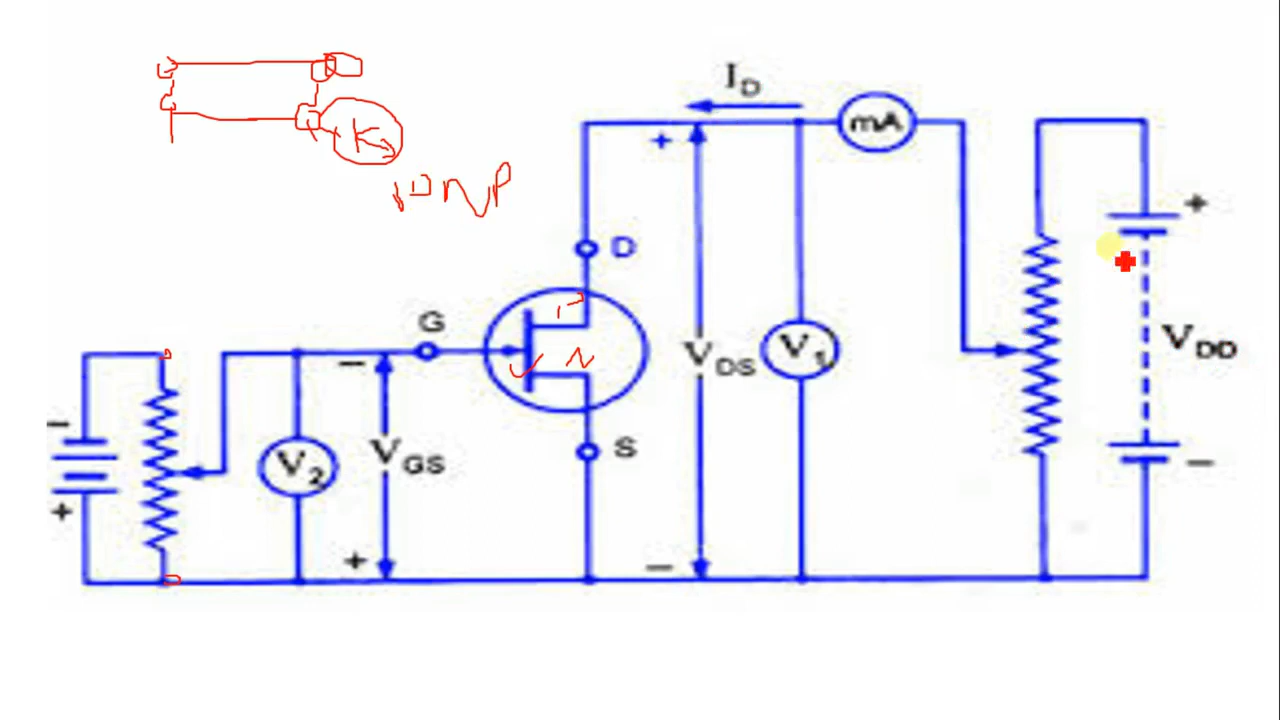 I_D
mA
+
+
D
G
−
N
V_DS
V_1
V_DD
S
−
V_2
V_GS
−
+
+
−
K